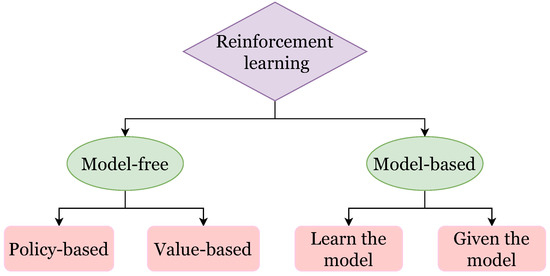 Reinforcement
learning
Model-free
Model-based
Policy-based
Value-based
Learn the
model
Given the
model